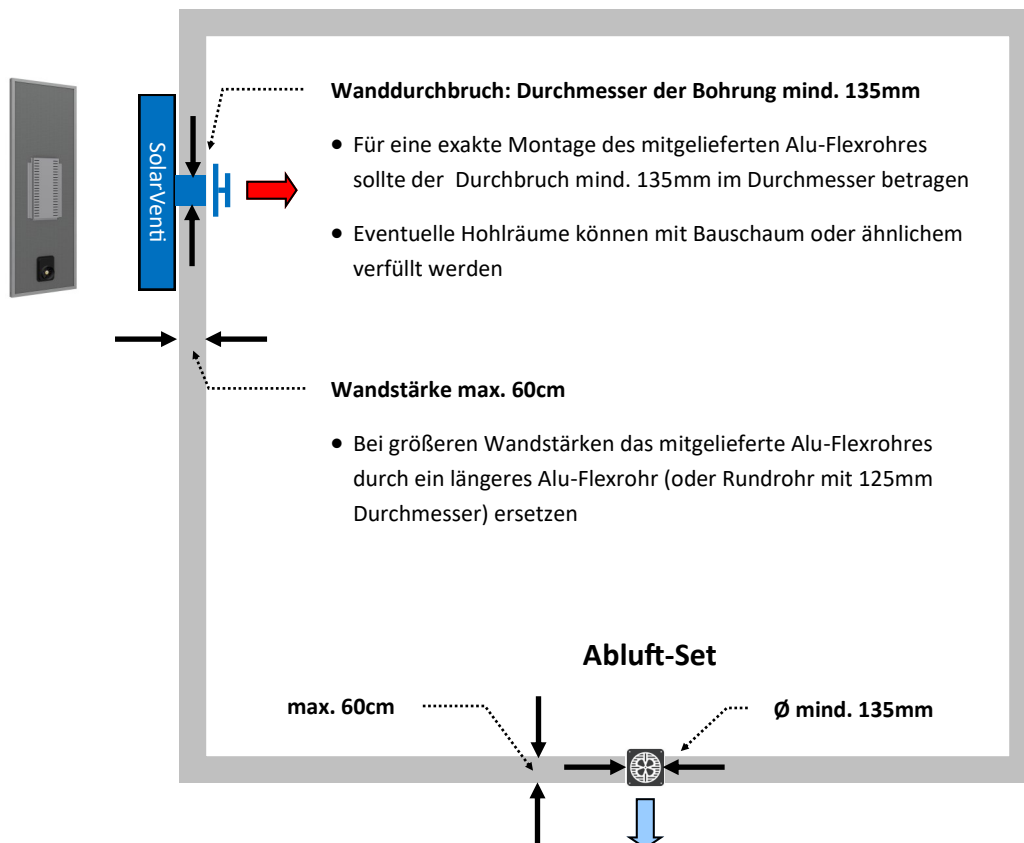 Wanddurchbruch: Durchmesser der Bohrung mind. 135mm
• Für eine exakte Montage des mitgelieferten Alu-Flexrohres
sollte der  Durchbruch mind. 135mm im Durchmesser betragen
• Eventuelle Hohlräume können mit Bauschaum oder ähnlichem
verfüllt werden
SolarVenti
Wandstärke max. 60cm
• Bei größeren Wandstärken das mitgelieferte Alu-Flexrohres
durch ein längeres Alu-Flexrohr (oder Rundrohr mit 125mm
Durchmesser) ersetzen
Abluft-Set
max. 60cm
Ø mind. 135mm